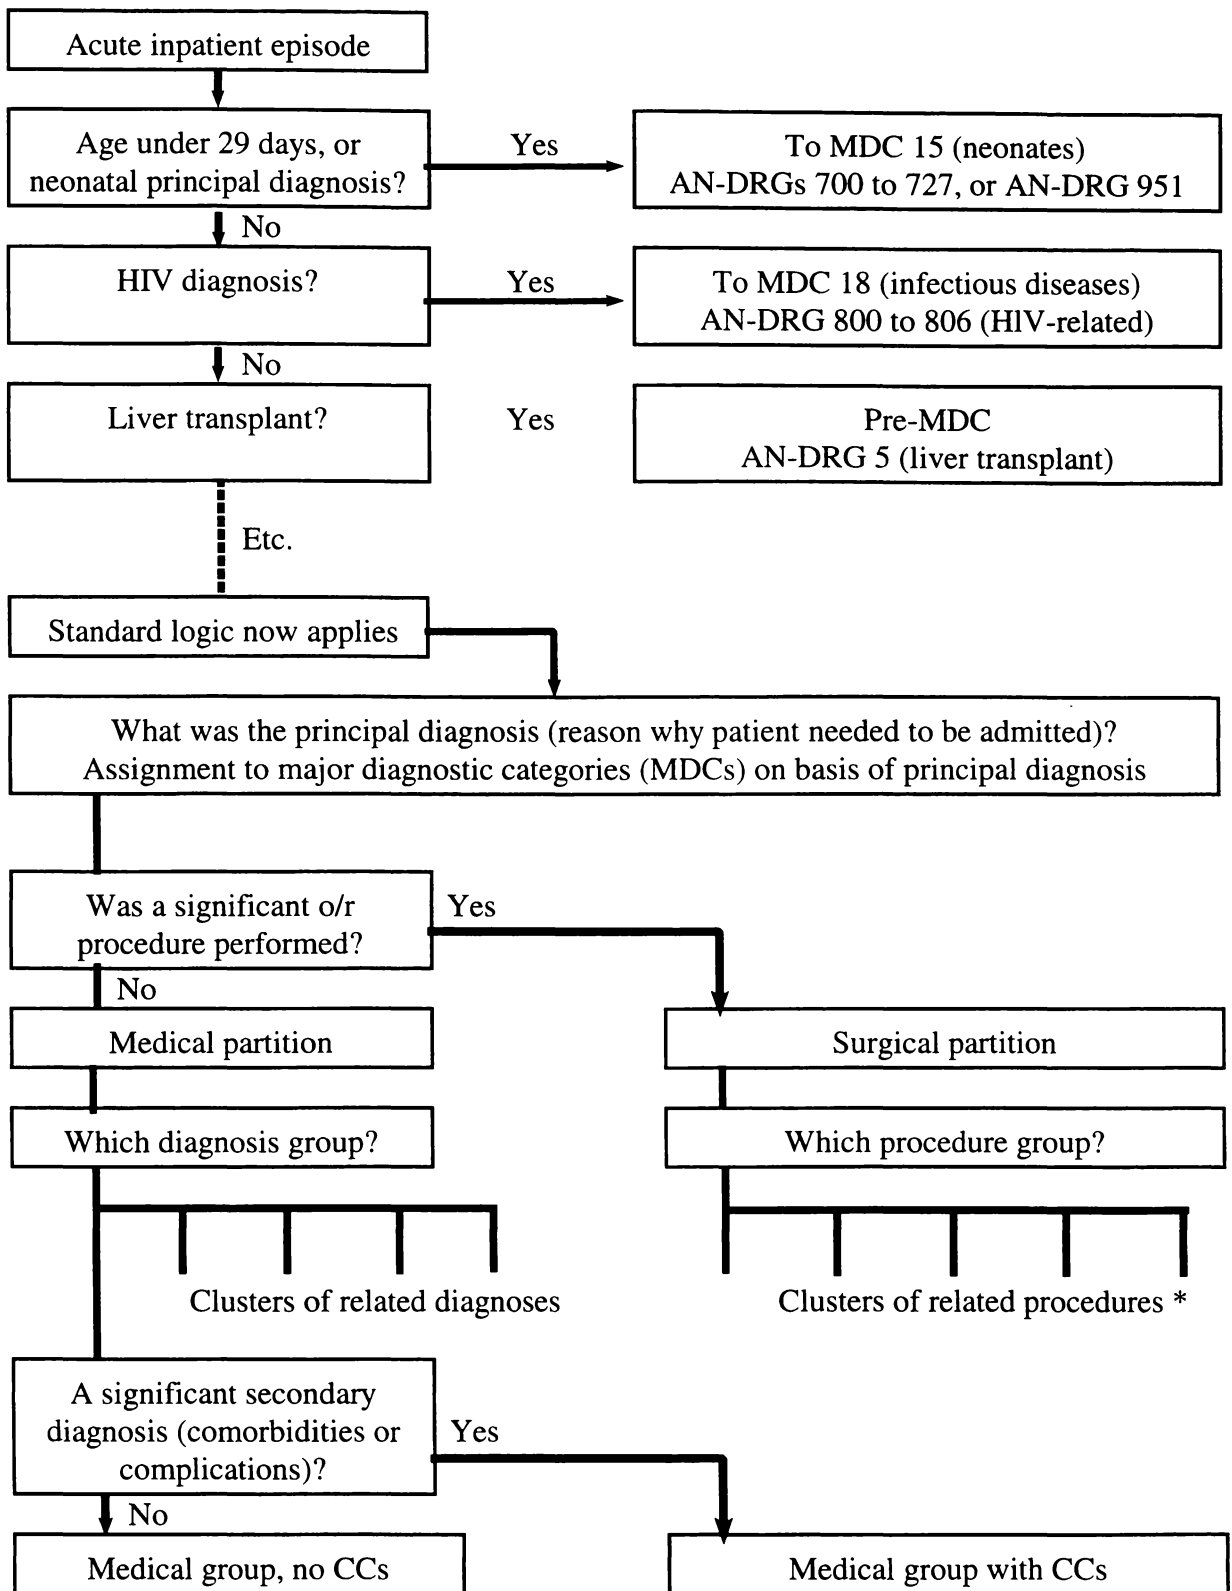 Acute inpatient episode
Age under 29 days, or
neonatal principal diagnosis?
Yes
To MDC 15 (neonates)
AN-DRGs 700 to 727, or AN-DRG 951
No
HIV diagnosis?
Yes
To MDC 18 (infectious diseases)
AN-DRG 800 to 806 (HIV-related)
No
Liver transplant?
Yes
Pre-MDC
AN-DRG 5 (liver transplant)
Etc.
Standard logic now applies
What was the principal diagnosis (reason why patient needed to be admitted)?
Assignment to major diagnostic categories (MDCs) on basis of principal diagnosis
Was a significant o/r
procedure performed?
Yes
No
Medical partition
Surgical partition
Which diagnosis group?
Which procedure group?
Clusters of related diagnoses
Clusters of related procedures *
A significant secondary
diagnosis (comorbidities or
complications)?
Yes
No
Medical group, no CCs
Medical group with CCs